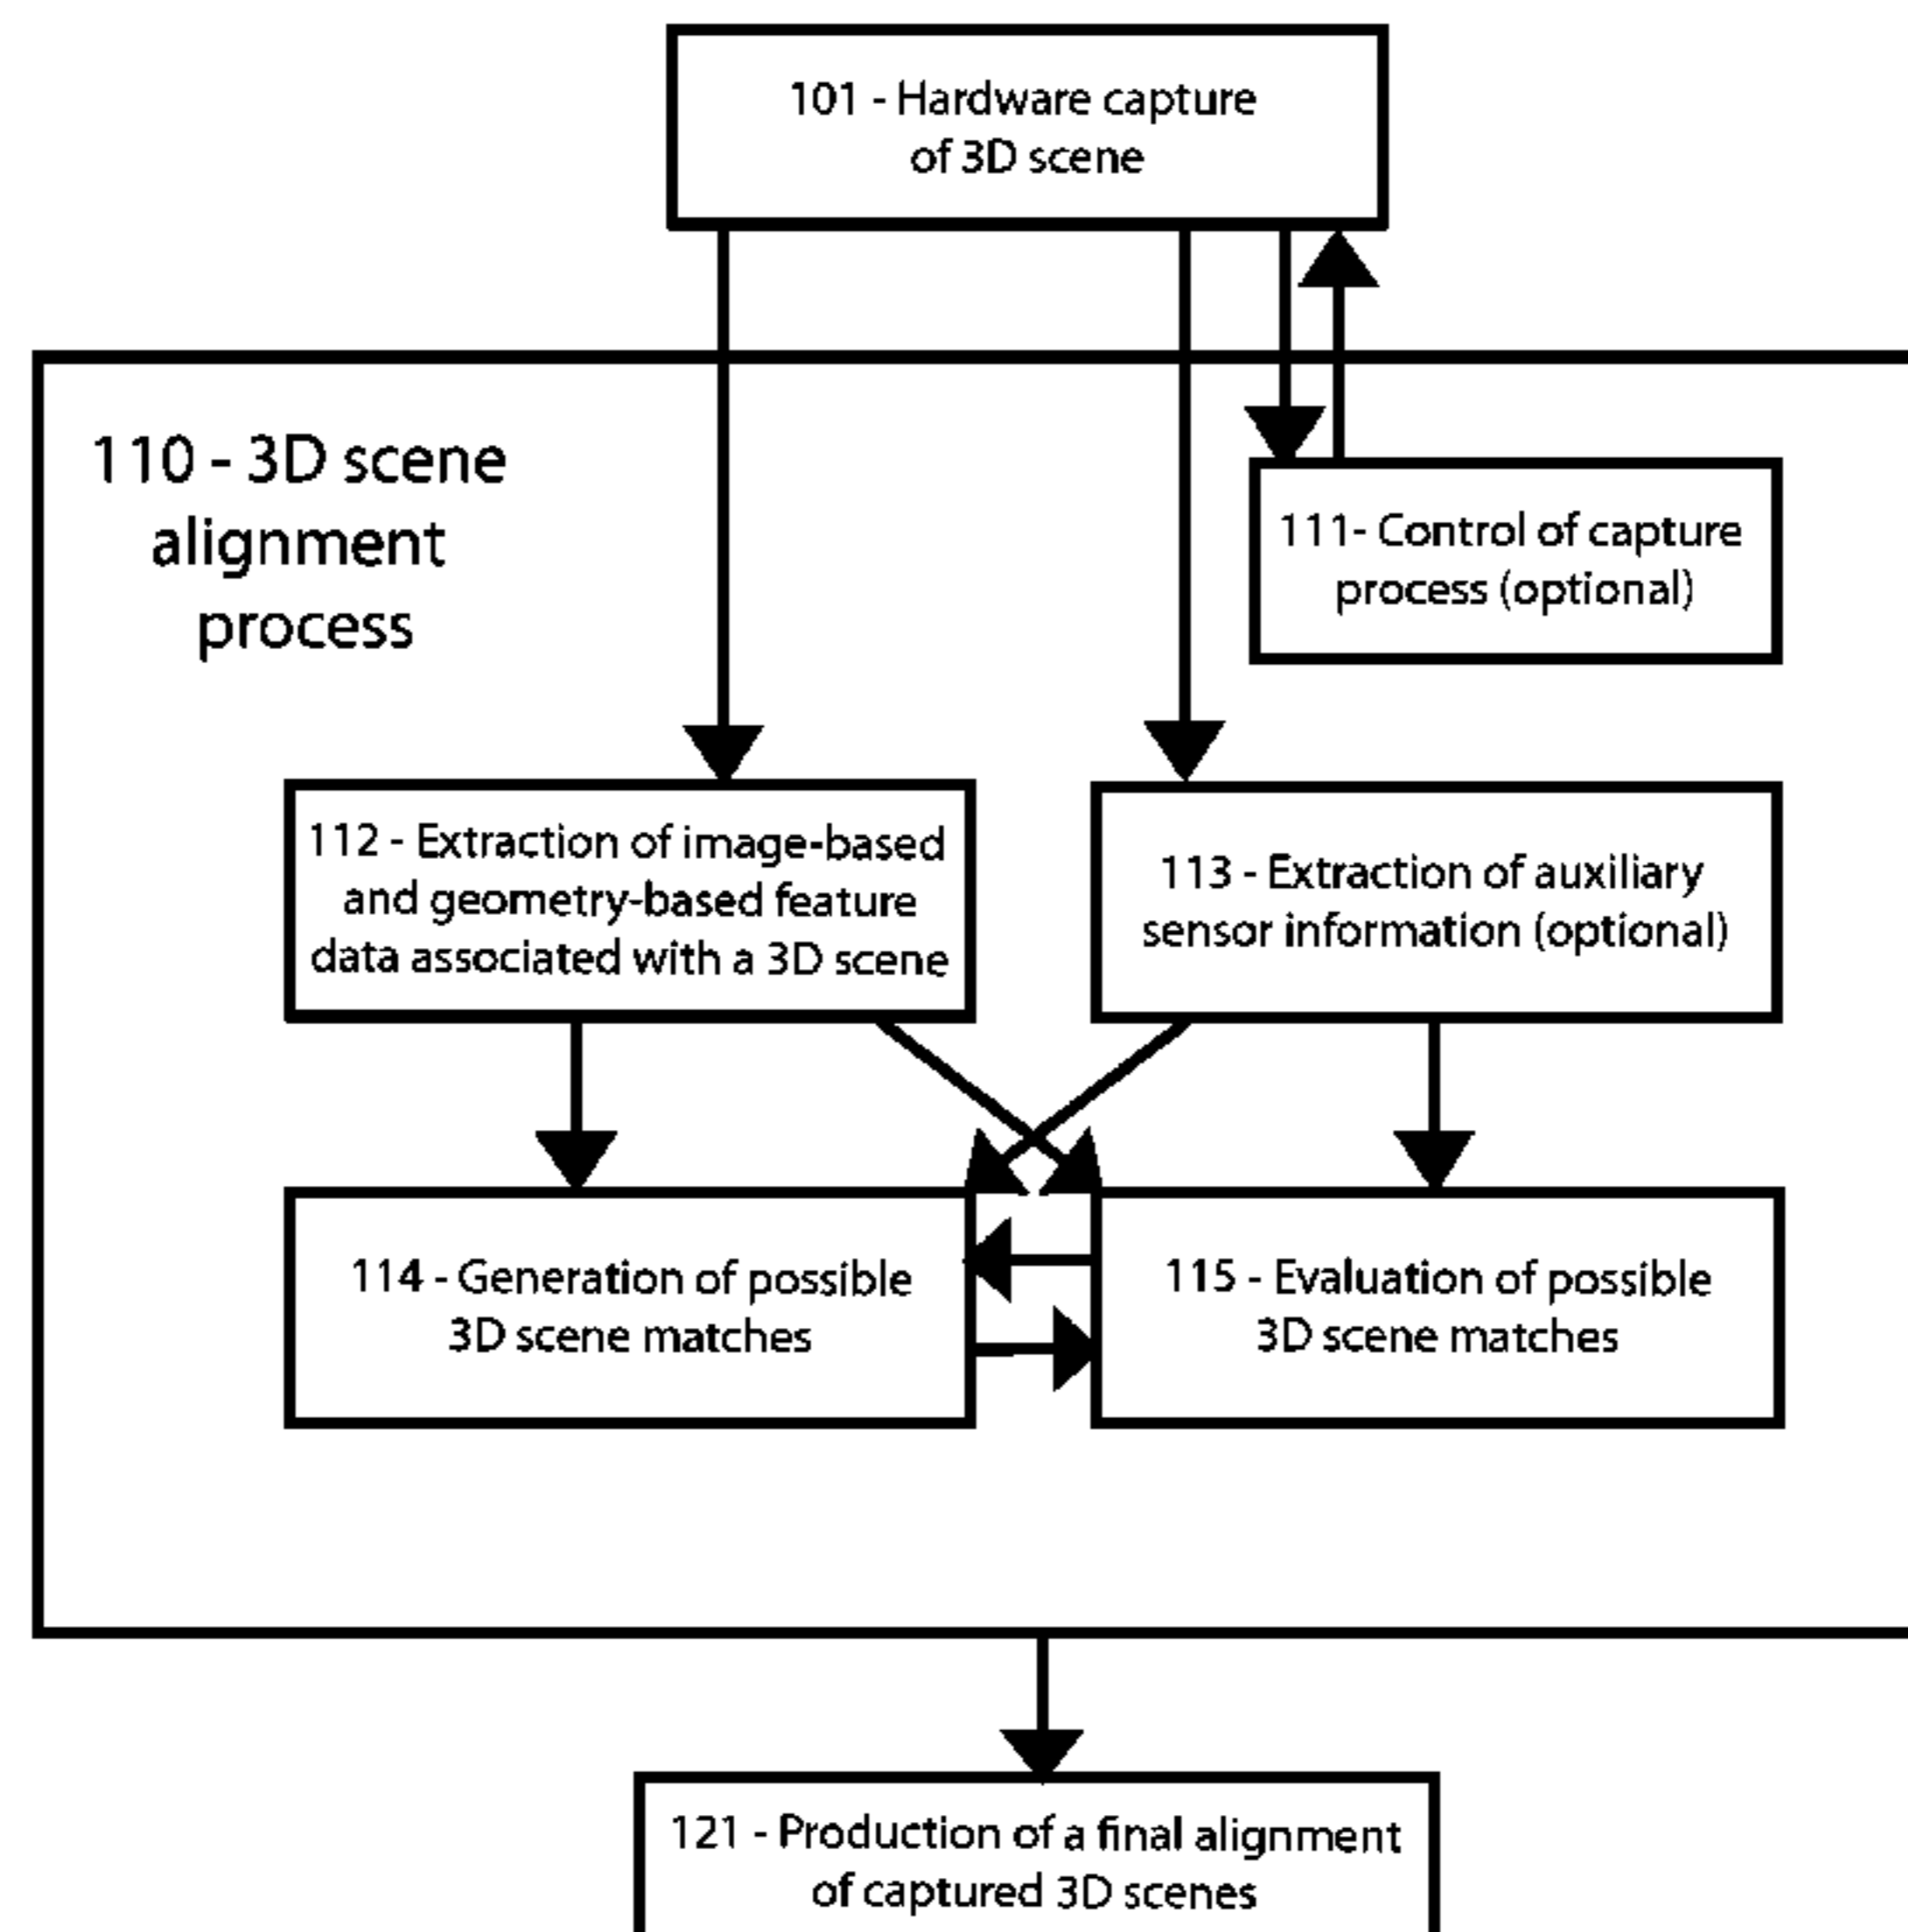 101 - Hardware capture
of 3D scene
110 - 3D scene
alignment
process
111- Control of capture
process (optional)
112 - Extraction of image-based
and geometry-based feature
data associated with a 3D scene
113 - Extraction of auxiliary
sensor information (optional)
114 - Generation of possible
3D scene matches
115 - Evaluation of possible
3D scene matches
121 - Production of a final alignment
of captured 3D scenes